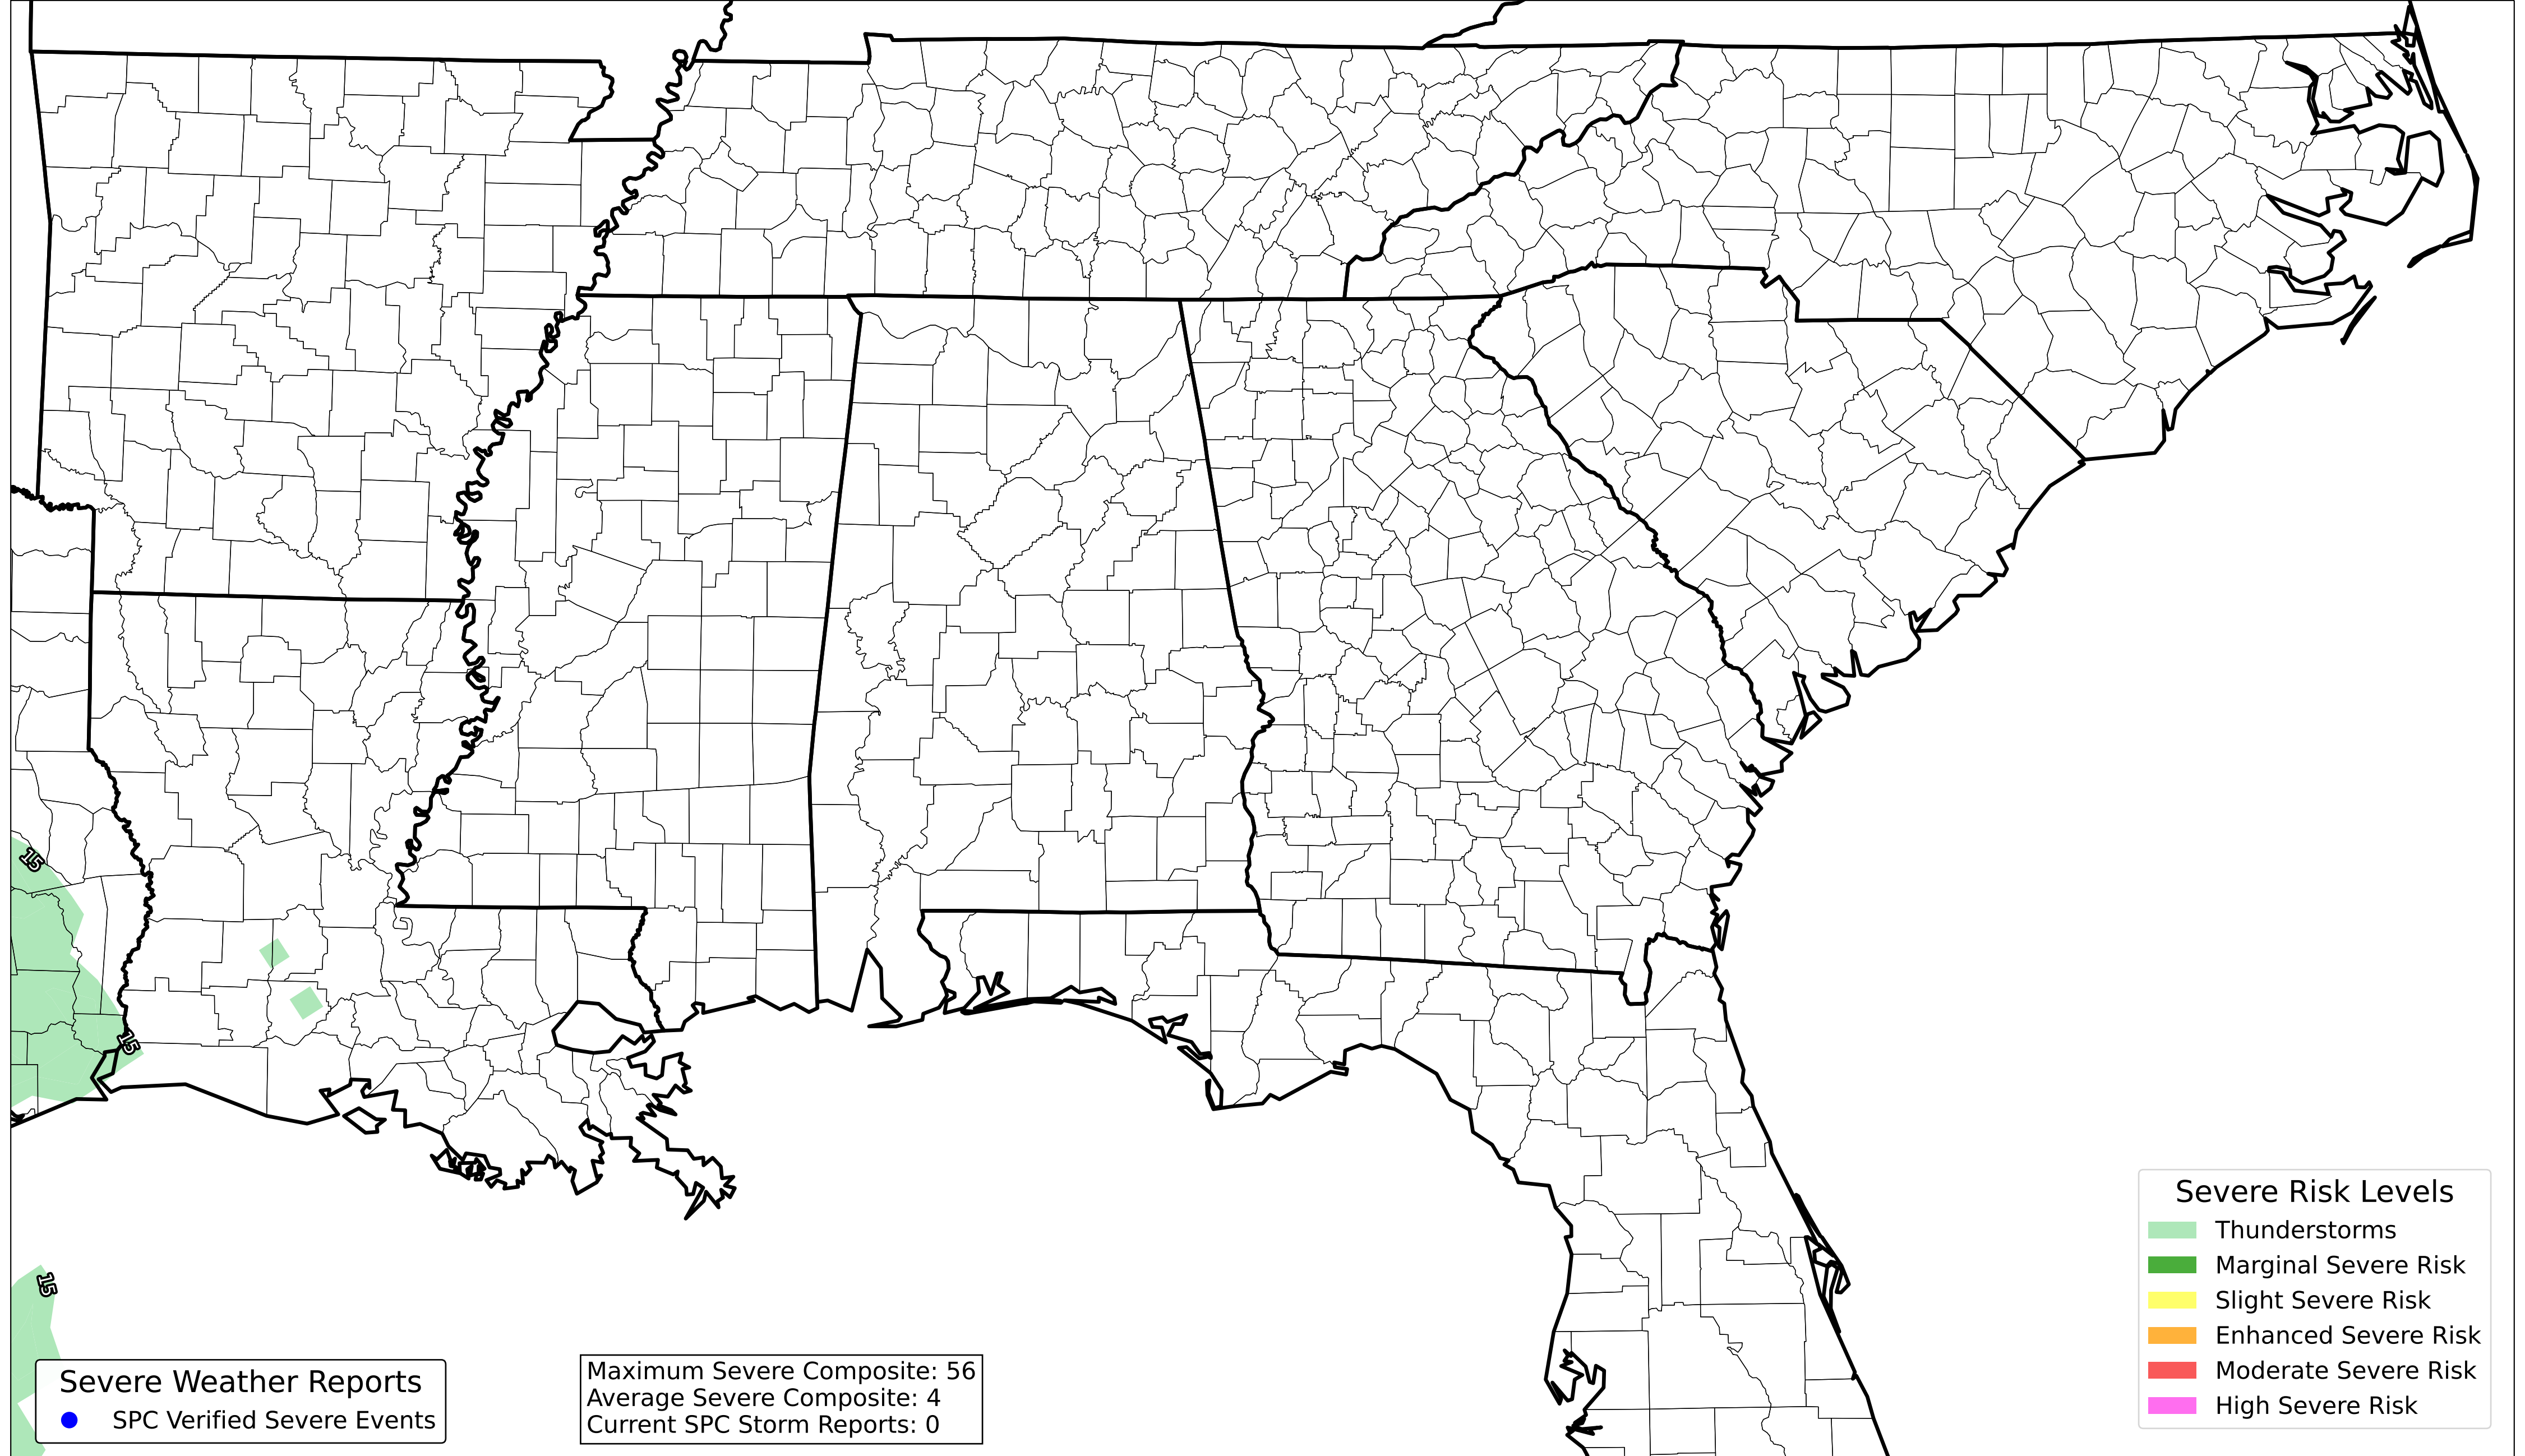 15
15
15
Severe Weather Reports
SPC Verified Severe Events
Maximum Severe Composite: 56
Average Severe Composite: 4
Current SPC Storm Reports: 0
Severe Risk Levels
Thunderstorms
Marginal Severe Risk
Slight Severe Risk
Enhanced Severe Risk
Moderate Severe Risk
High Severe Risk